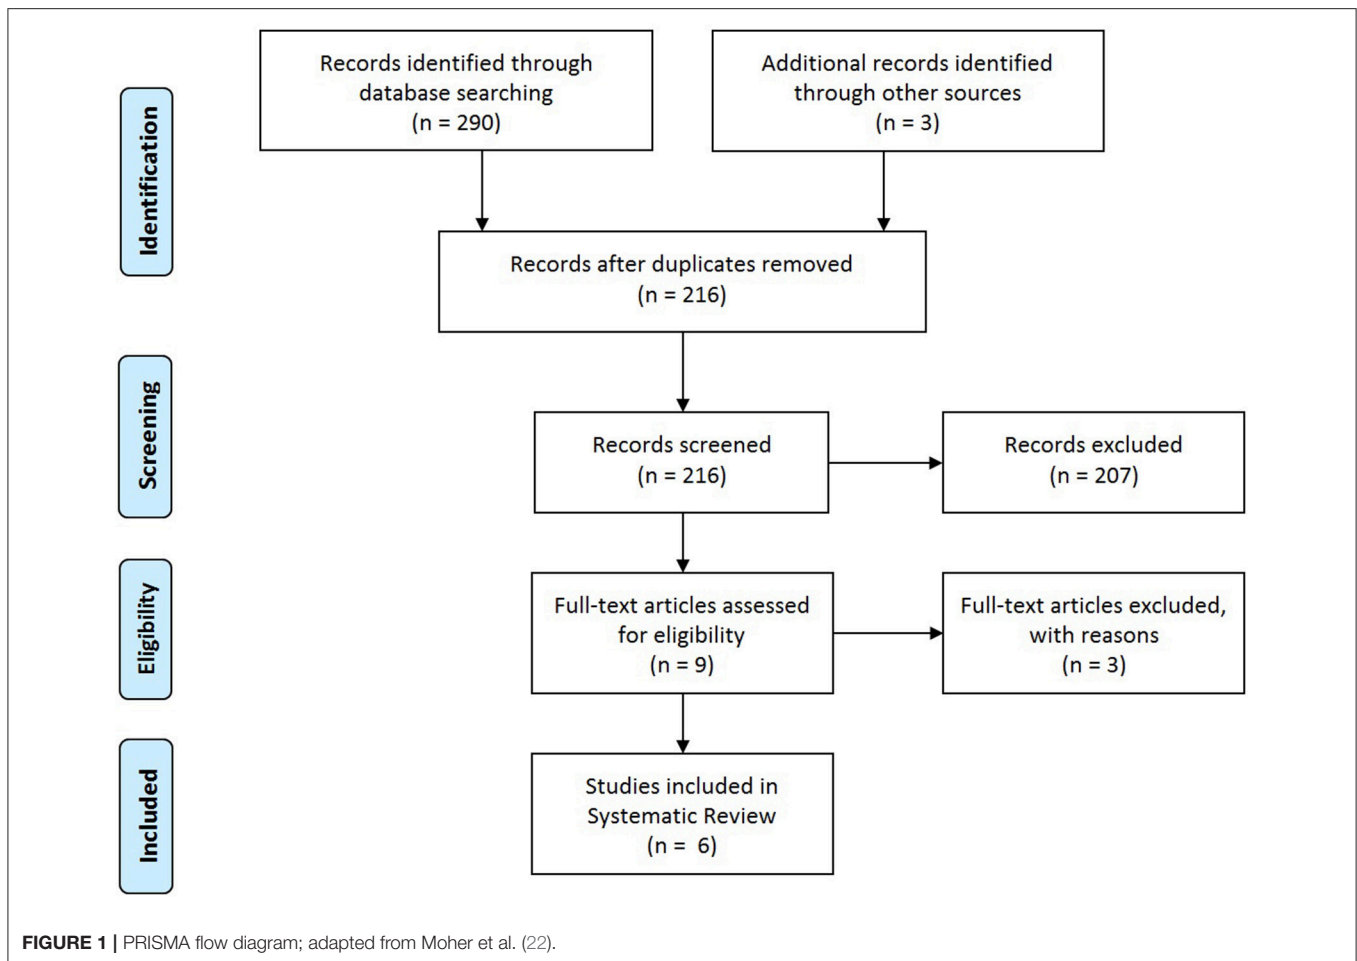 Identification
Records identified through
database searching
(n = 290)
Additional records identified
through other sources
(n = 3)
Records after duplicates removed
(n = 216)
Screening
Records screened
(n = 216)
Records excluded
(n = 207)
Eligibility
Full-text articles assessed
for eligibility
(n = 9)
Full-text articles excluded,
with reasons
(n = 3)
Included
Studies included in
Systematic Review
(n = 6)
FIGURE 1 | PRISMA flow diagram; adapted from Moher et al. (22).